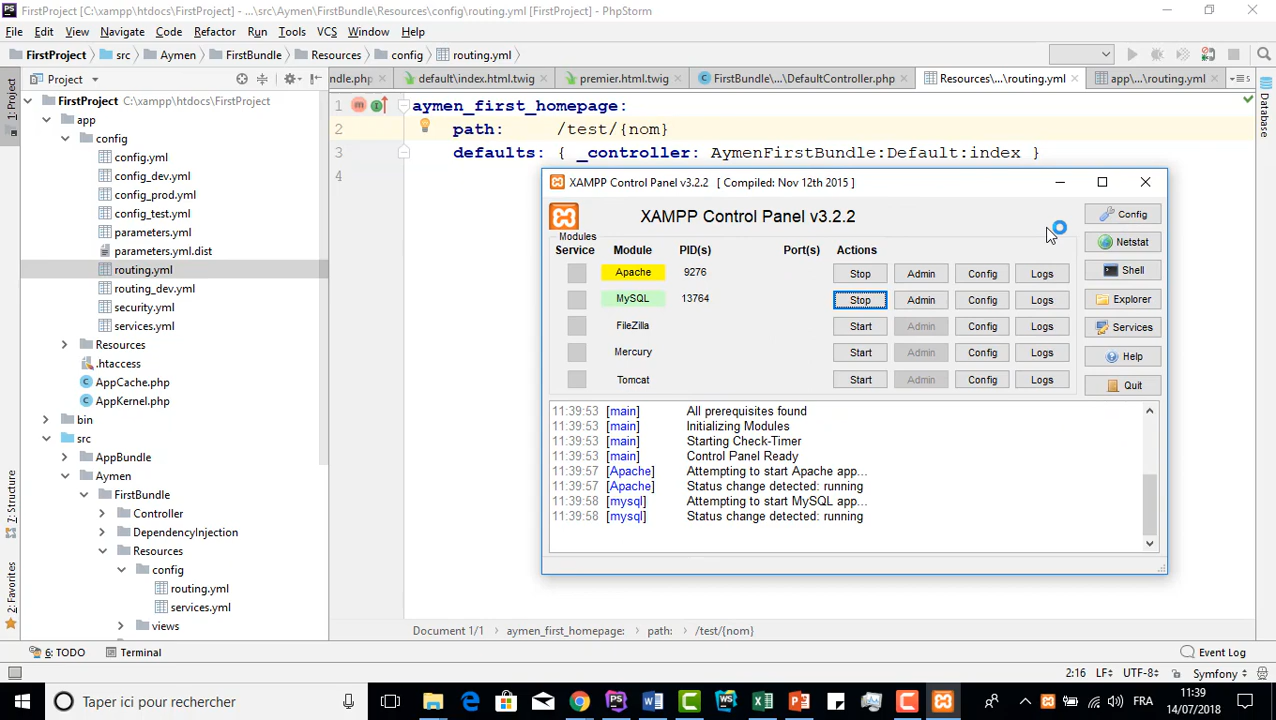 FirstProject [C:\xampp\htdocs\FirstProject] - ...\src\Aymen\FirstBundle\Resources\config\routing.yml [FirstProject] - PhpStorm
File Edit View Navigate Code Refactor Run Tools VCS Window Help
FirstProject src Aymen FirstBundle Resources config routing.yml
Project
ndle.php default\index.html.twig premier.html.twig FirstBundle\...\DefaultController.php Resources\...\routing.yml app\...\routing.yml
1: Project
7: Structure
2: Favorites
Database
FirstProject C:\xampp\htdocs\FirstProject
app
config
config.yml
config_dev.yml
config_prod.yml
config_test.yml
parameters.yml
parameters.yml.dist
routing.yml
routing_dev.yml
security.yml
services.yml
Resources
.htaccess
AppCache.php
AppKernel.php
bin
src
AppBundle
Aymen
FirstBundle
Controller
DependencyInjection
Resources
config
routing.yml
services.yml
views
1 aymen_first_homepage:
2 path: /test/{nom}
3 defaults: { _controller: AymenFirstBundle:Default:index }
4
XAMPP Control Panel v3.2.2 [ Compiled: Nov 12th 2015 ]
XAMPP Control Panel v3.2.2
Modules
Service Module PID(s) Port(s) Actions
Apache 9276 Stop Admin Config Logs
MySQL 13764 Stop Admin Config Logs
FileZilla Start Admin Config Logs
Mercury Start Admin Config Logs
Tomcat Start Admin Config Logs
Config
Netstat
Shell
Explorer
Services
Help
Quit
11:39:53 [main] All prerequisites found
11:39:53 [main] Initializing Modules
11:39:53 [main] Starting Check-Timer
11:39:53 [main] Control Panel Ready
11:39:57 [Apache] Attempting to start Apache app...
11:39:57 [Apache] Status change detected: running
11:39:58 [mysql] Attempting to start MySQL app...
11:39:58 [mysql] Status change detected: running
Document 1/1 aymen_first_homepage: path: /test/{nom}
6: TODO Terminal Event Log
2:16 LF÷ UTF-8÷ Symfony÷
Taper ici pour rechercher
FRA
11:39
14/07/2018